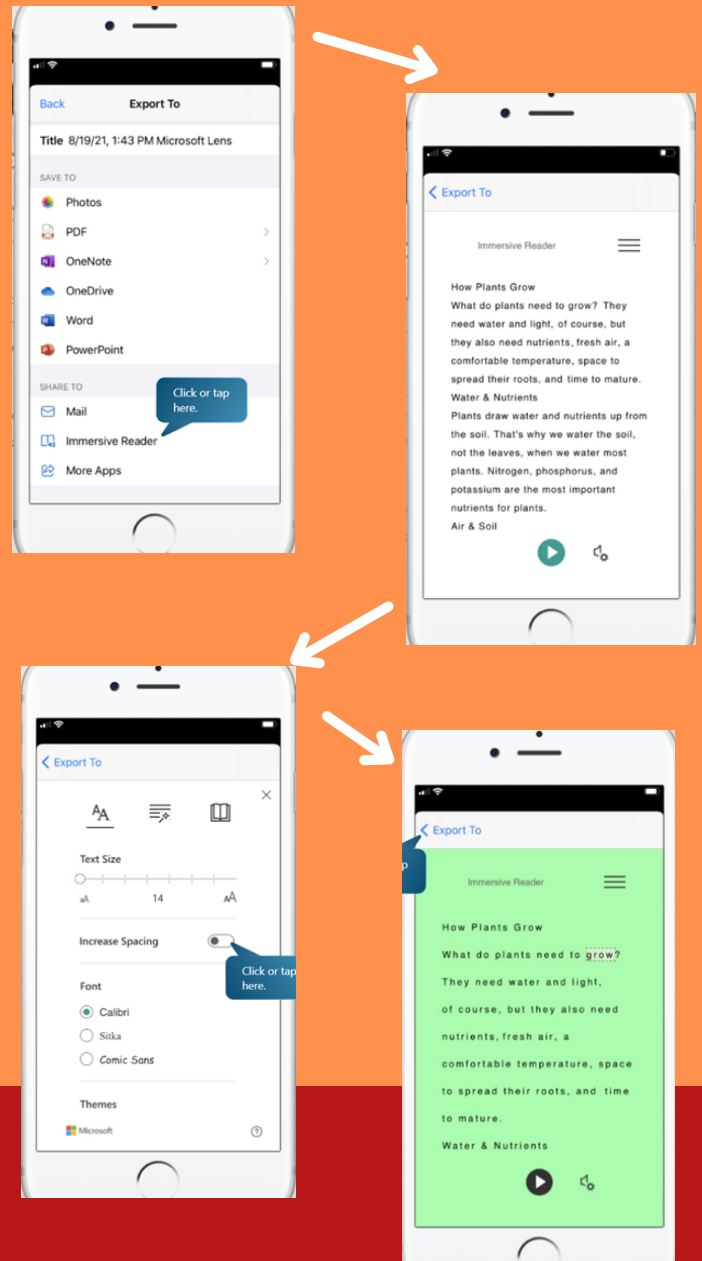 Back Export To
Title 8/19/21, 1:43 PM Microsoft Lens
SAVE TO
Photos
PDF
OneNote
OneDrive
Word
PowerPoint
SHARE TO
Click or tap
here.
Mail
Immersive Reader
More Apps
Export To
Immersive Reader
How Plants Grow
What do plants need to grow? They
need water and light, of course, but
they also need nutrients, fresh air, a
comfortable temperature, space to
spread their roots, and time to mature.
Water & Nutrients
Plants draw water and nutrients up from
the soil. That's why we water the soil,
not the leaves, when we water most
plants. Nitrogen, phosphorus, and
potassium are the most important
nutrients for plants.
Air & Soil
Export To
AA
Text Size
AA 14 AA
Increase Spacing
Click or tap
here.
Font
Calibri
Sitka
Comic Sans
Themes
Microsoft
?
Export To
p
Immersive Reader
How Plants Grow
What do plants need to grow?
They need water and light,
of course, but they also need
nutrients, fresh air, a
comfortable temperature, space
to spread their roots, and time
to mature.
Water & Nutrients